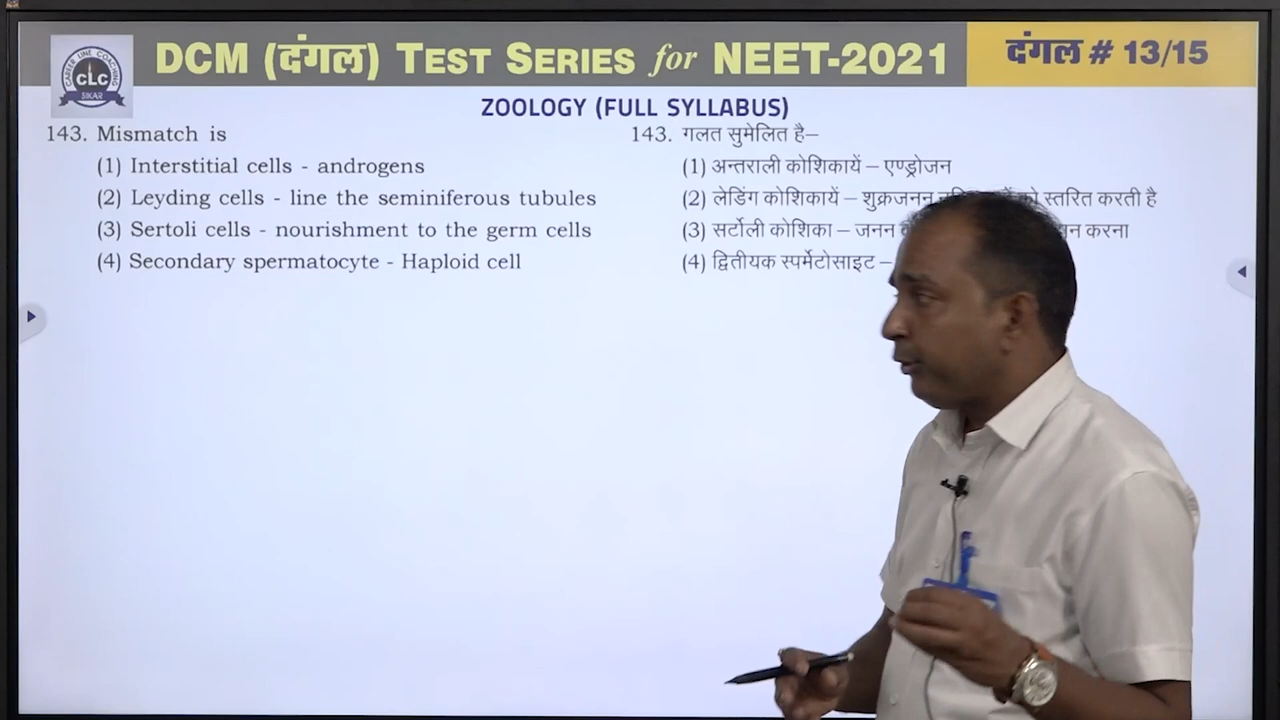 DCM (दंगल) TEST SERIES for NEET-2021
दंगल # 13/15
CAREER LINE COACHING
CLC
SIKAR
ZOOLOGY (FULL SYLLABUS)
143. Mismatch is
(1) Interstitial cells - androgens
(2) Leyding cells - line the seminiferous tubules
(3) Sertoli cells - nourishment to the germ cells
(4) Secondary spermatocyte - Haploid cell
143. गलत सुमेलित है–
(1) अन्तराली कोशिकायें – एण्ड्रोजन
(2) लेडिंग कोशिकायें – शुक्रजनन को स्तरित करती है
(3) सर्टोली कोशिका – जनन करना
(4) द्वितीयक स्पर्मेटोसाइट –